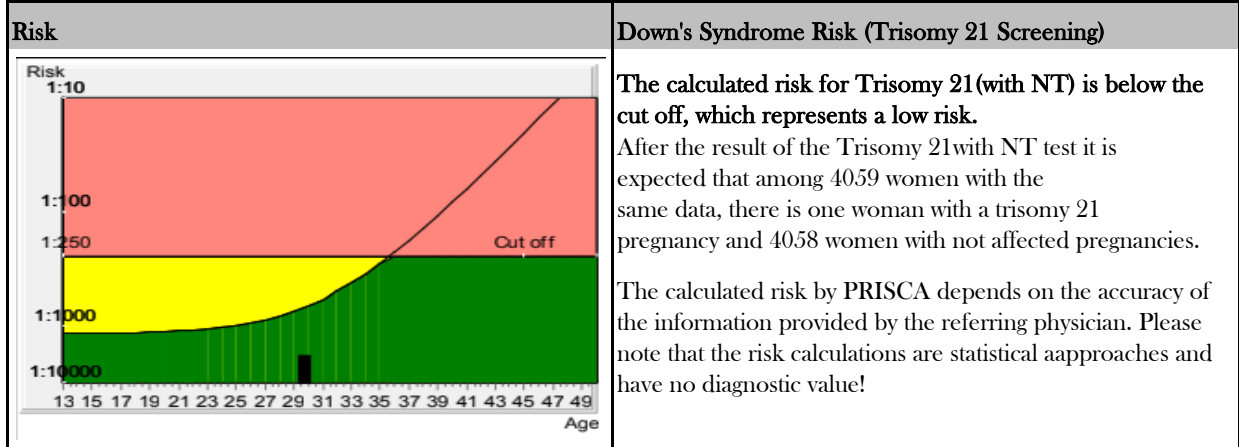 Risk
Down's Syndrome Risk (Trisomy 21 Screening)
Risk
1:10
1:100
1:250
Cut off
1:1000
1:10000
13 15 17 19 21 23 25 27 29 31 33 35 37 39 41 43 45 47 49
Age
The calculated risk for Trisomy 21(with NT) is below the
cut off, which represents a low risk.
After the result of the Trisomy 21with NT test it is
expected that among 4059 women with the
same data, there is one woman with a trisomy 21
pregnancy and 4058 women with not affected pregnancies.
The calculated risk by PRISCA depends on the accuracy of
the information provided by the referring physician. Please
note that the risk calculations are statistical aapproaches and
have no diagnostic value!